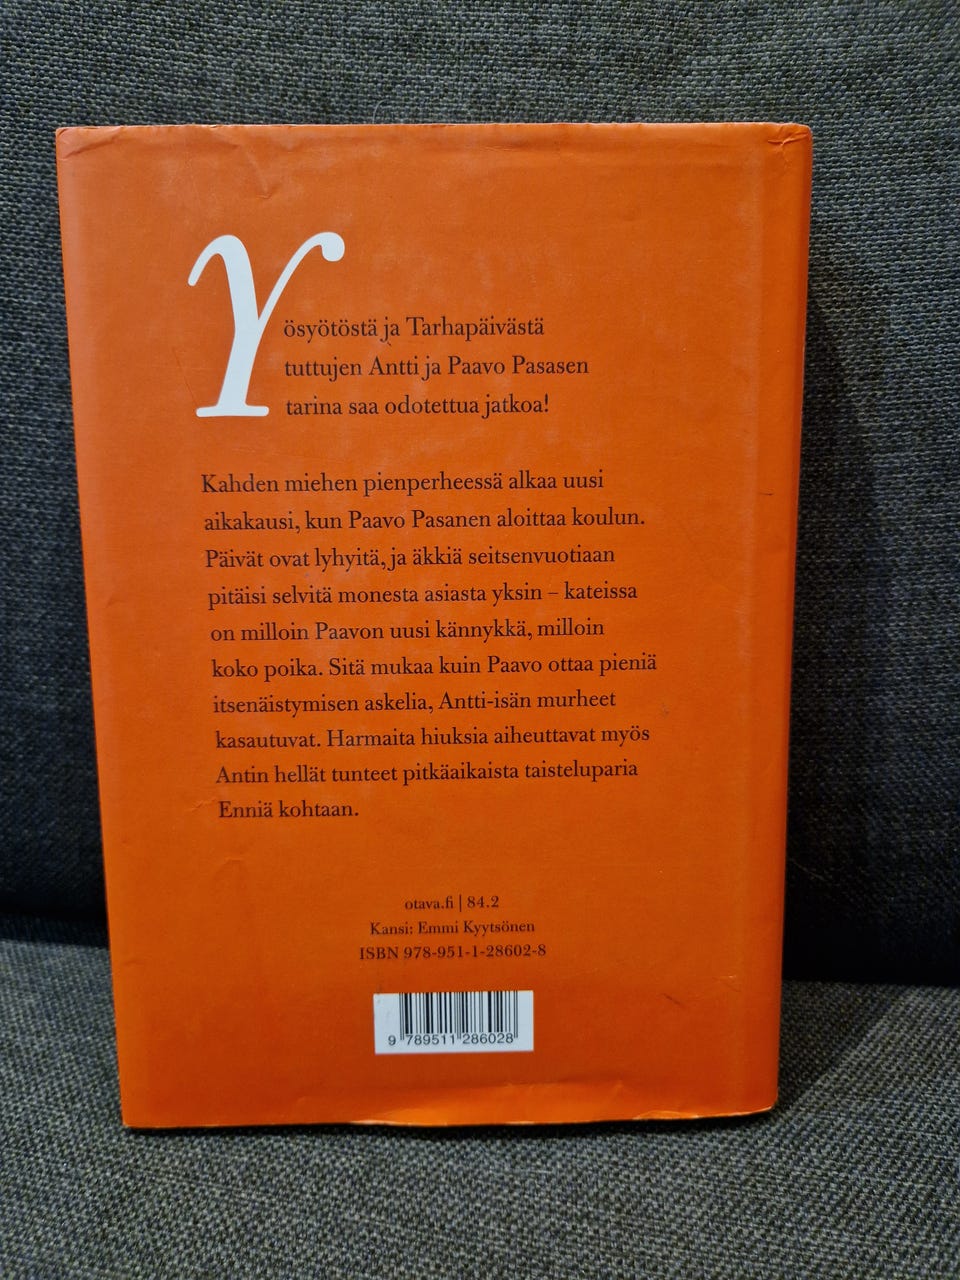 Yösyötöstä ja Tarhapäivästä
tuttujen Antti ja Paavo Pasasen
tarina saa odotettua jatkoa!
Kahden miehen pienperheessä alkaa uusi
aikakausi, kun Paavo Pasanen aloittaa koulun.
Päivät ovat lyhyitä, ja äkkiä seitsenvuotiaan
pitäisi selvitä monesta asiasta yksin – kateissa
on milloin Paavon uusi kännykkä, milloin
koko poika. Sitä mukaa kuin Paavo ottaa pieniä
itsenäistymisen askelia, Antti-isän murheet
kasautuvat. Harmaita hiuksia aiheuttavat myös
Antin hellät tunteet pitkäaikaista taisteluparia
Enniä kohtaan.
otava.fi | 84.2
Kansi: Emmi Kyytsönen
ISBN 978-951-1-28602-8
9 789511 286028